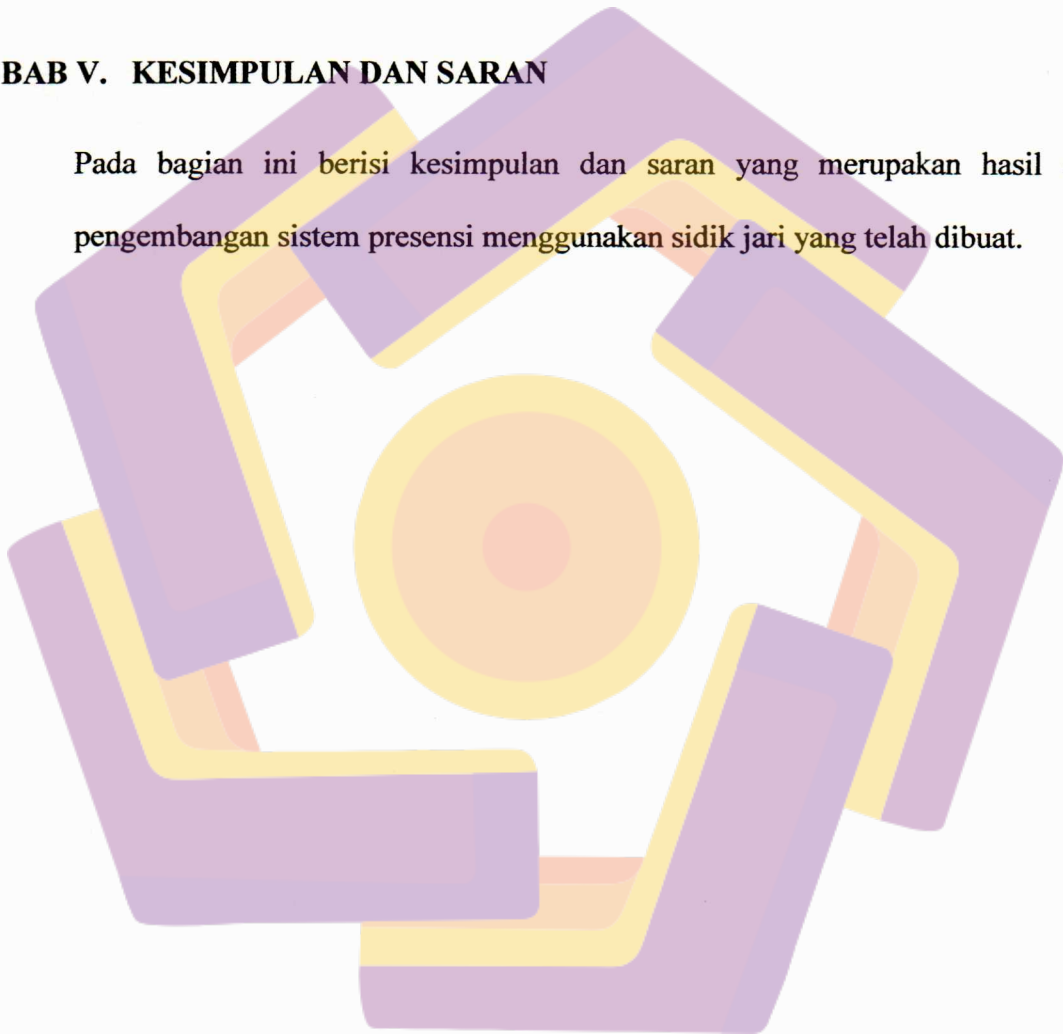 BAB V. KESIMPULAN DAN SARAN
Pada bagian ini berisi kesimpulan dan saran yang merupakan hasil
pengembangan sistem presensi menggunakan sidik jari yang telah dibuat.